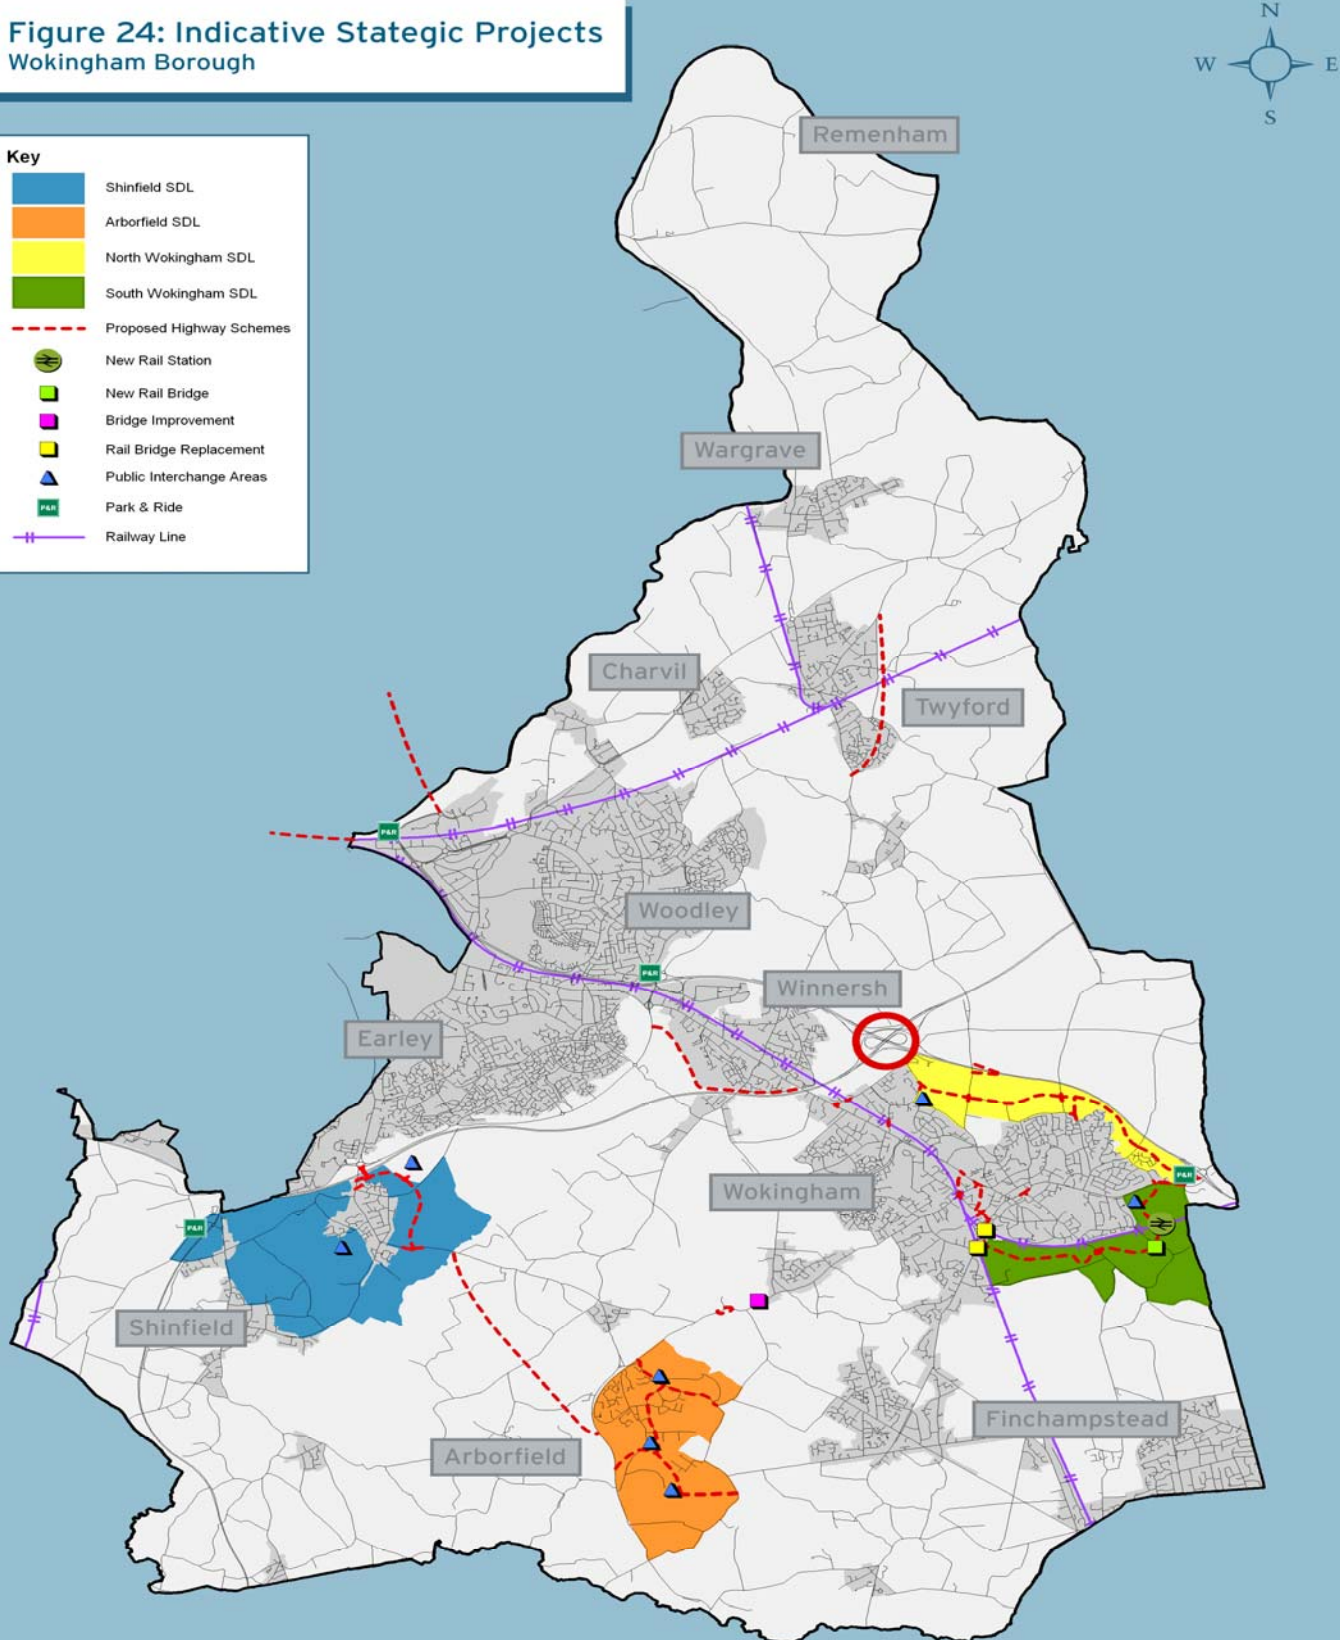 Figure 24: Indicative Stategic Projects
Wokingham Borough
N
W
E
S
Key
Shinfield SDL
Arborfield SDL
North Wokingham SDL
South Wokingham SDL
Proposed Highway Schemes
New Rail Station
New Rail Bridge
Bridge Improvement
Rail Bridge Replacement
Public Interchange Areas
P&R
Park & Ride
Railway Line
Remenham
Wargrave
Charvil
Twyford
P&R
Woodley
P&R
Winnersh
Earley
P&R
Wokingham
P&R
Shinfield
Finchampstead
Arborfield